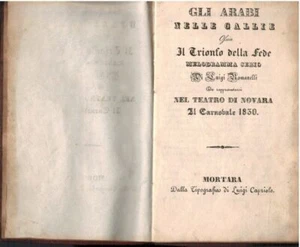 GLI ARABI
NELLE GALLIE
Ossia
Il Trionfo della Fede
MELODRAMMA SERIO
Di Luigi Romanelli
Da rappresentarsi
NEL TEATRO DI NOVARA
Il Carnovale 1830.
MORTARA
Dalla Tipografia di Luigi Capriolo.